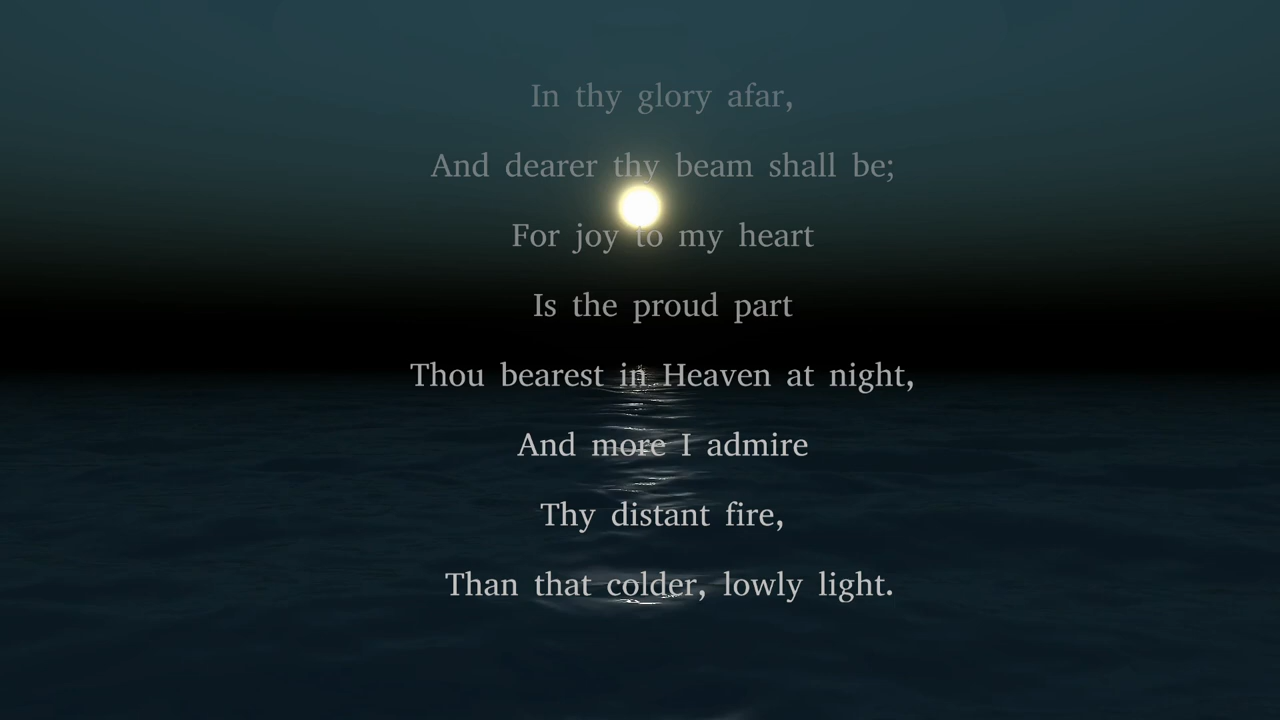 In thy glory afar,
And dearer thy beam shall be;
For joy to my heart
Is the proud part
Thou bearest in Heaven at night,
And more I admire
Thy distant fire,
Than that colder, lowly light.